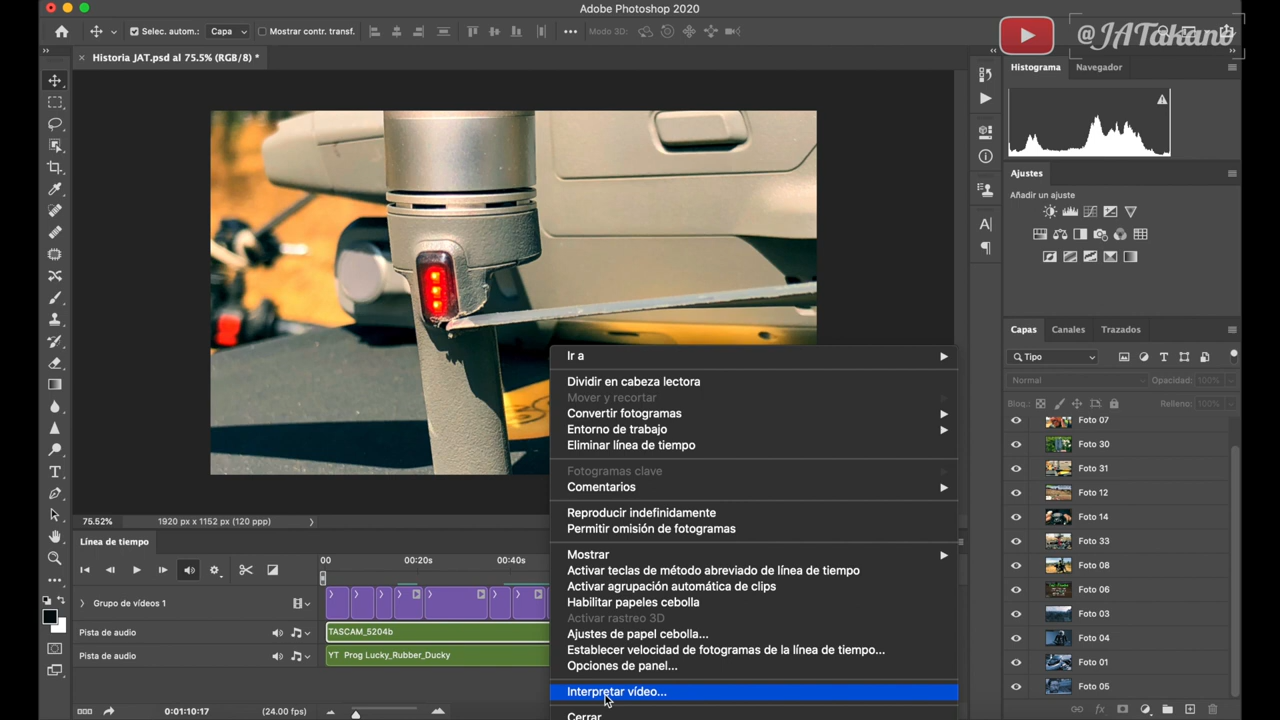 Adobe Photoshop 2020
Selec. autom.: Capa Mostrar contr. transf. Modo 3D:
@JATakano
Historia JAT.psd al 75.5% (RGB/8) *
Histograma Navegador
Ajustes
Añadir un ajuste
Capas Canales Trazados
Tipo
Normal Opacidad: 100%
Bloq.: Relleno: 100%
Foto 07
Foto 30
Foto 31
Foto 12
Foto 14
Foto 33
Foto 08
Foto 06
Foto 03
Foto 04
Foto 01
Foto 05
Ir a
Dividir en cabeza lectora
Mover y recortar
Convertir fotogramas
Entorno de trabajo
Eliminar línea de tiempo
Fotogramas clave
Comentarios
Reproducir indefinidamente
Permitir omisión de fotogramas
Mostrar
Activar teclas de método abreviado de línea de tiempo
Activar agrupación automática de clips
Habilitar papeles cebolla
Activar rastreo 3D
Ajustes de papel cebolla...
Establecer velocidad de fotogramas de la línea de tiempo...
Opciones de panel...
Interpretar vídeo...
Cerrar
75.52% 1920 px x 1152 px (120 ppp)
Línea de tiempo
00 00:20s 00:40s
Grupo de vídeos 1
Pista de audio TASCAM_5204b
Pista de audio YT Prog Lucky_Rubber_Ducky
0:01:10:17 (24.00 fps)